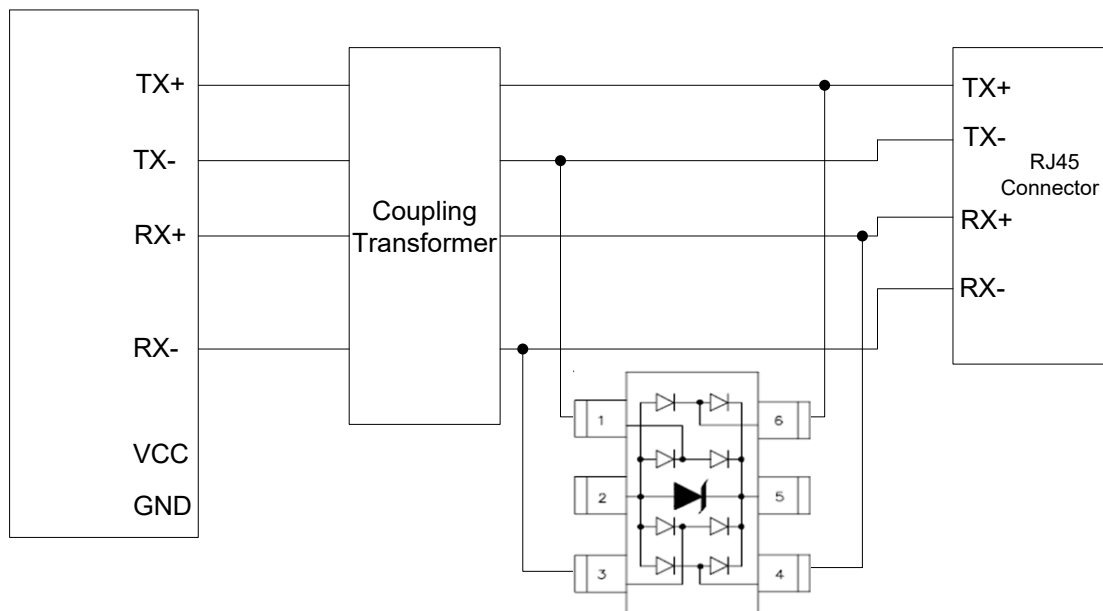 TX+
TX-
RX+
RX-
VCC
GND
Coupling
Transformer
TX+
TX-
RJ45
Connector
RX+
RX-
1
2
3
6
5
4